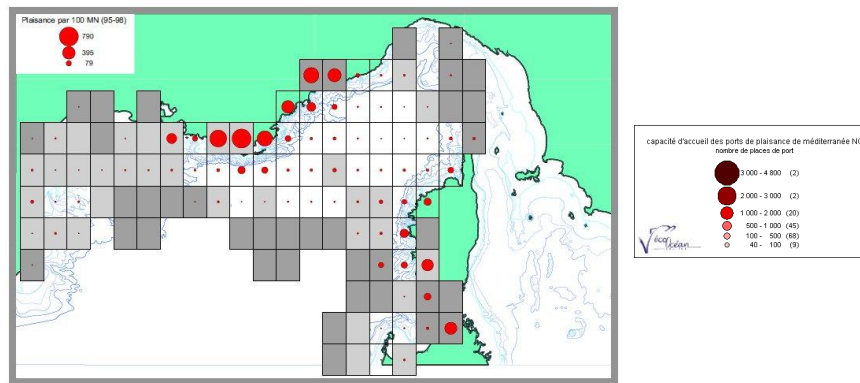 Plaisance par 100 MN (95-98)
790
395
79
capacité d'accueil des ports de plaisance de méditerranée NO
nombre de places de port
3 000 - 4 800 (2)
2 000 - 3 000 (2)
1 000 - 2 000 (20)
500 - 1 000 (45)
100 - 500 (68)
40 - 100 (9)
écocéan